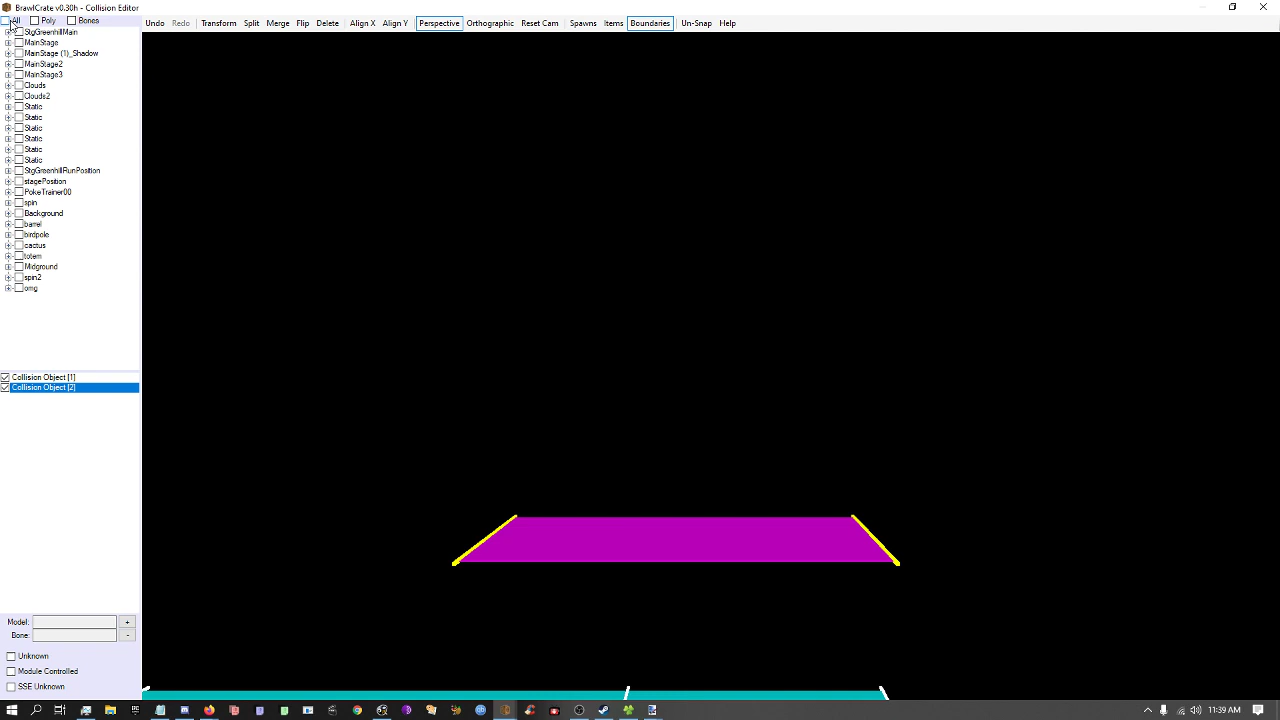 BrawlCrate v0.30h - Collision Editor
All Poly Bones
Undo Redo Transform Split Merge Flip Delete Align X Align Y Perspective Orthographic Reset Cam Spawns Items Boundaries Un-Snap Help
StgGreenhillMain
MainStage
MainStage (1)_Shadow
MainStage2
MainStage3
Clouds
Clouds2
Static
Static
Static
Static
Static
Static
StgGreenhillRunPosition
stagePosition
PokeTrainer00
spin
Background
barrel
birdpole
cactus
totem
Midground
spin2
omg
Collision Object [1]
Collision Object [2]
Model: +
Bone: -
Unknown
Module Controlled
SSE Unknown
11:39 AM